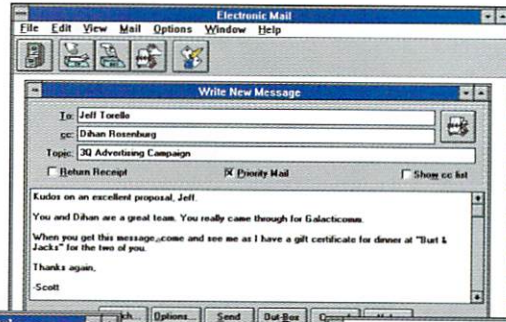 Electronic Mail
File Edit View Mail Options Window Help
Write New Message
To: Jeff Torello
cc: Dihan Rosenburg
Topic: 3Q Advertising Campaign
Return Receipt Priority Mail Show cc list
Kudos on an excellent proposal, Jeff.
You and Dihan are a great team. You really came through for Galacticomm.
When you get this message, come and see me as I have a gift certificate for dinner at "Burt &
Jacks" for the two of you.
Thanks again,
-Scott
Options... Send Out-Box